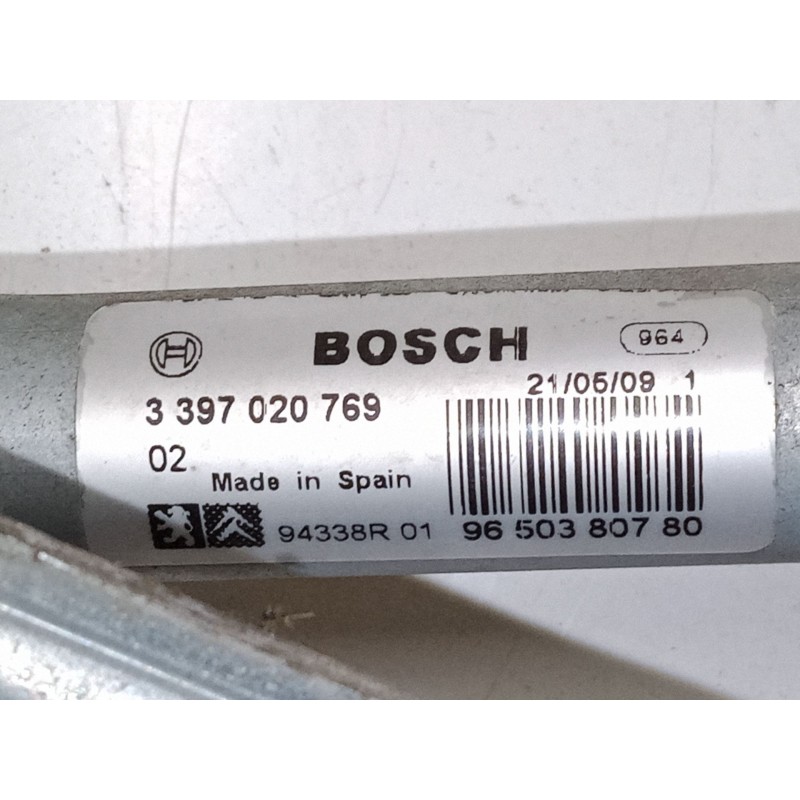 BOSCH 964
21/05/09 1
3 397 020 769
02
Made in Spain
94338R 01 96 503 807 80